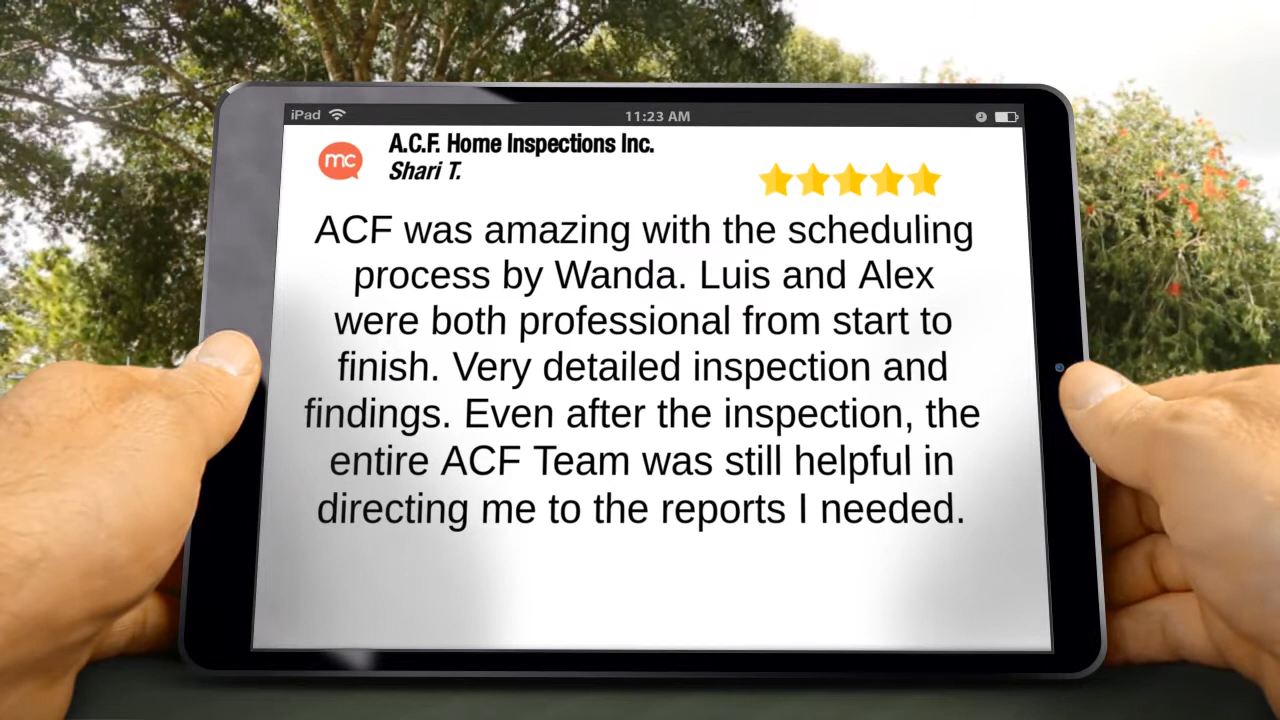 iPad 11:23 AM
mc
A.C.F. Home Inspections Inc.
Shari T.
ACF was amazing with the scheduling
process by Wanda. Luis and Alex
were both professional from start to
finish. Very detailed inspection and
findings. Even after the inspection, the
entire ACF Team was still helpful in
directing me to the reports I needed.